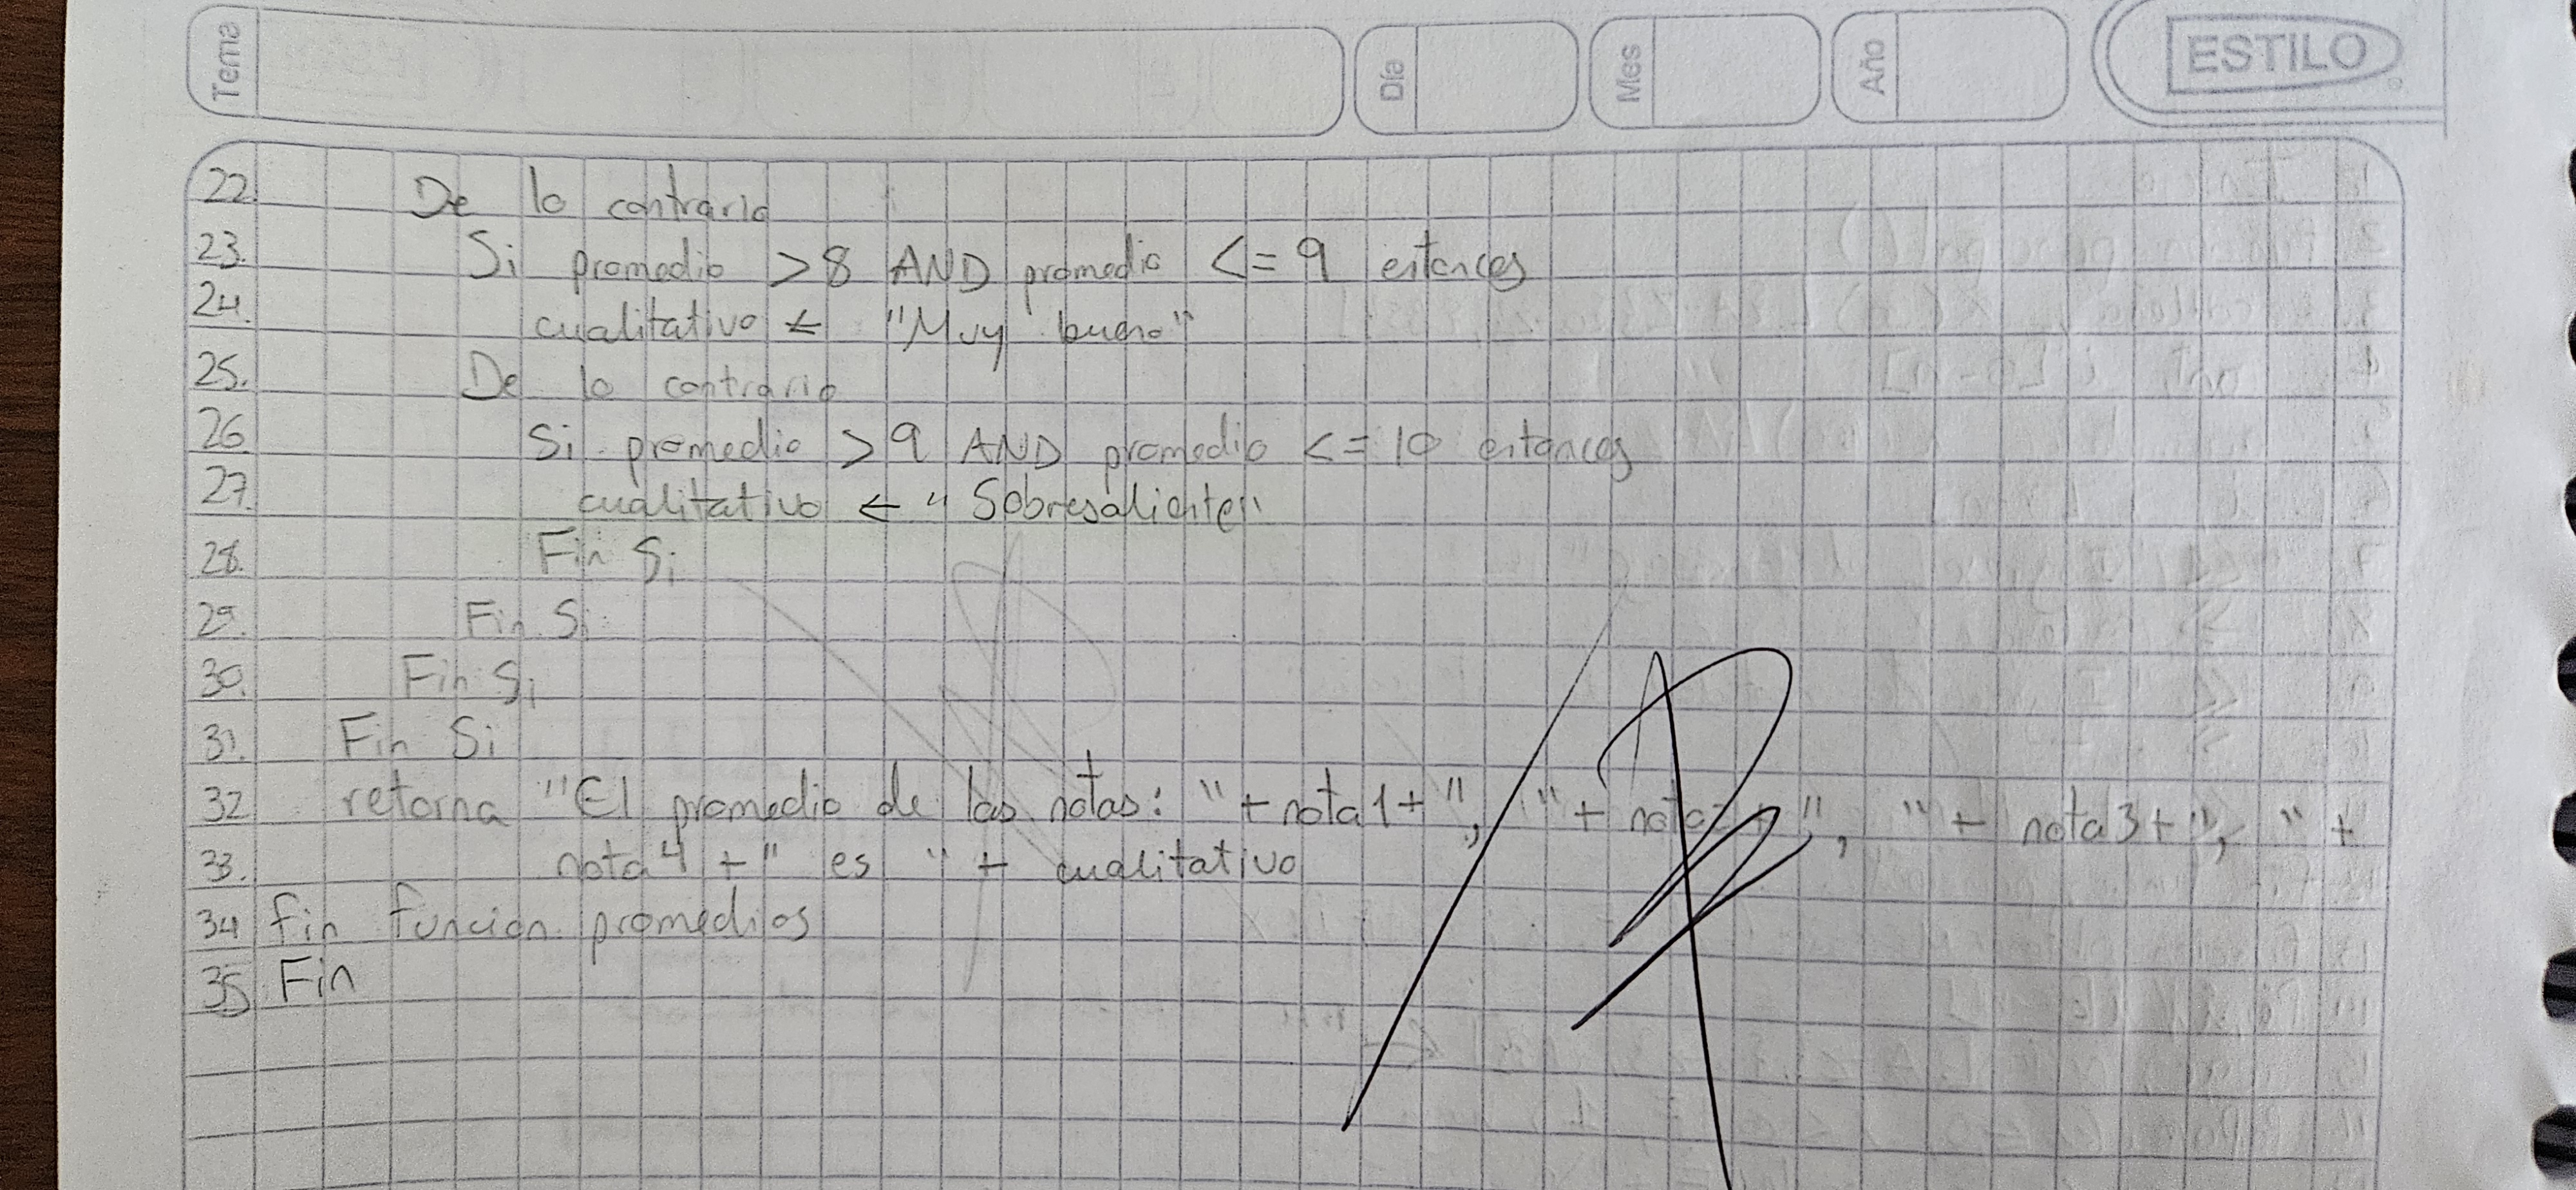 Tema Día Mes Año ESTILO
22. De lo contrario
23. Si promedio >8 AND promedio <= 9 entonces
24. cualitativo ← "Muy bueno"
25. De lo contrario
26. Si promedio > 9 AND promedio <= 10 entonces
27. cualitativo ← "Sobresaliente"
28. Fin Si
29. Fin Si
30. Fin Si
31. Fin Si
32 retorna "El promedio de las notas: " + nota1 + ", " + nota2 + ", " + nota3 + ", " +
33. nota4 + " es " + cualitativo
34 fin funcion promedios
35 Fin